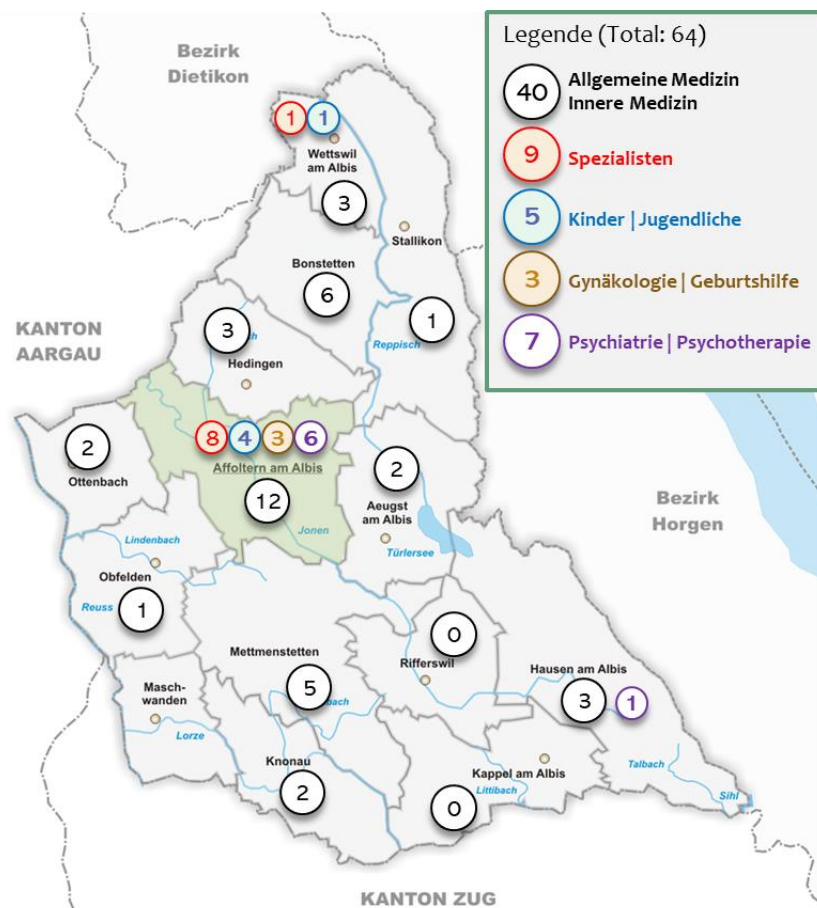 Legende (Total: 64)
40 Allgemeine Medizin
Innere Medizin
9 Spezialisten
5 Kinder | Jugendliche
3 Gynäkologie | Geburtshilfe
7 Psychiatrie | Psychotherapie
Bezirk
Dietikon
1 1
Wettswil
am Albis
3
Stallikon
Bonstetten
6
1
3
KANTON
AARGAU
Reppisch
Hedingen
8 4 3 6
Affoltern am Albis
12
2
Ottenbach
2
Aeugst
am Albis
Bezirk
Horgen
Jonen
Türlersee
Lindenbach
Obfelden
Reuss
1
0
Rifferswil
Mettmenstetten
5
Hausen am Albis
3 1
Masch-
wanden
Lorze
Knonau
2
Kappel am Albis
Littibach
0
Talbach
Sihl
KANTON ZUG